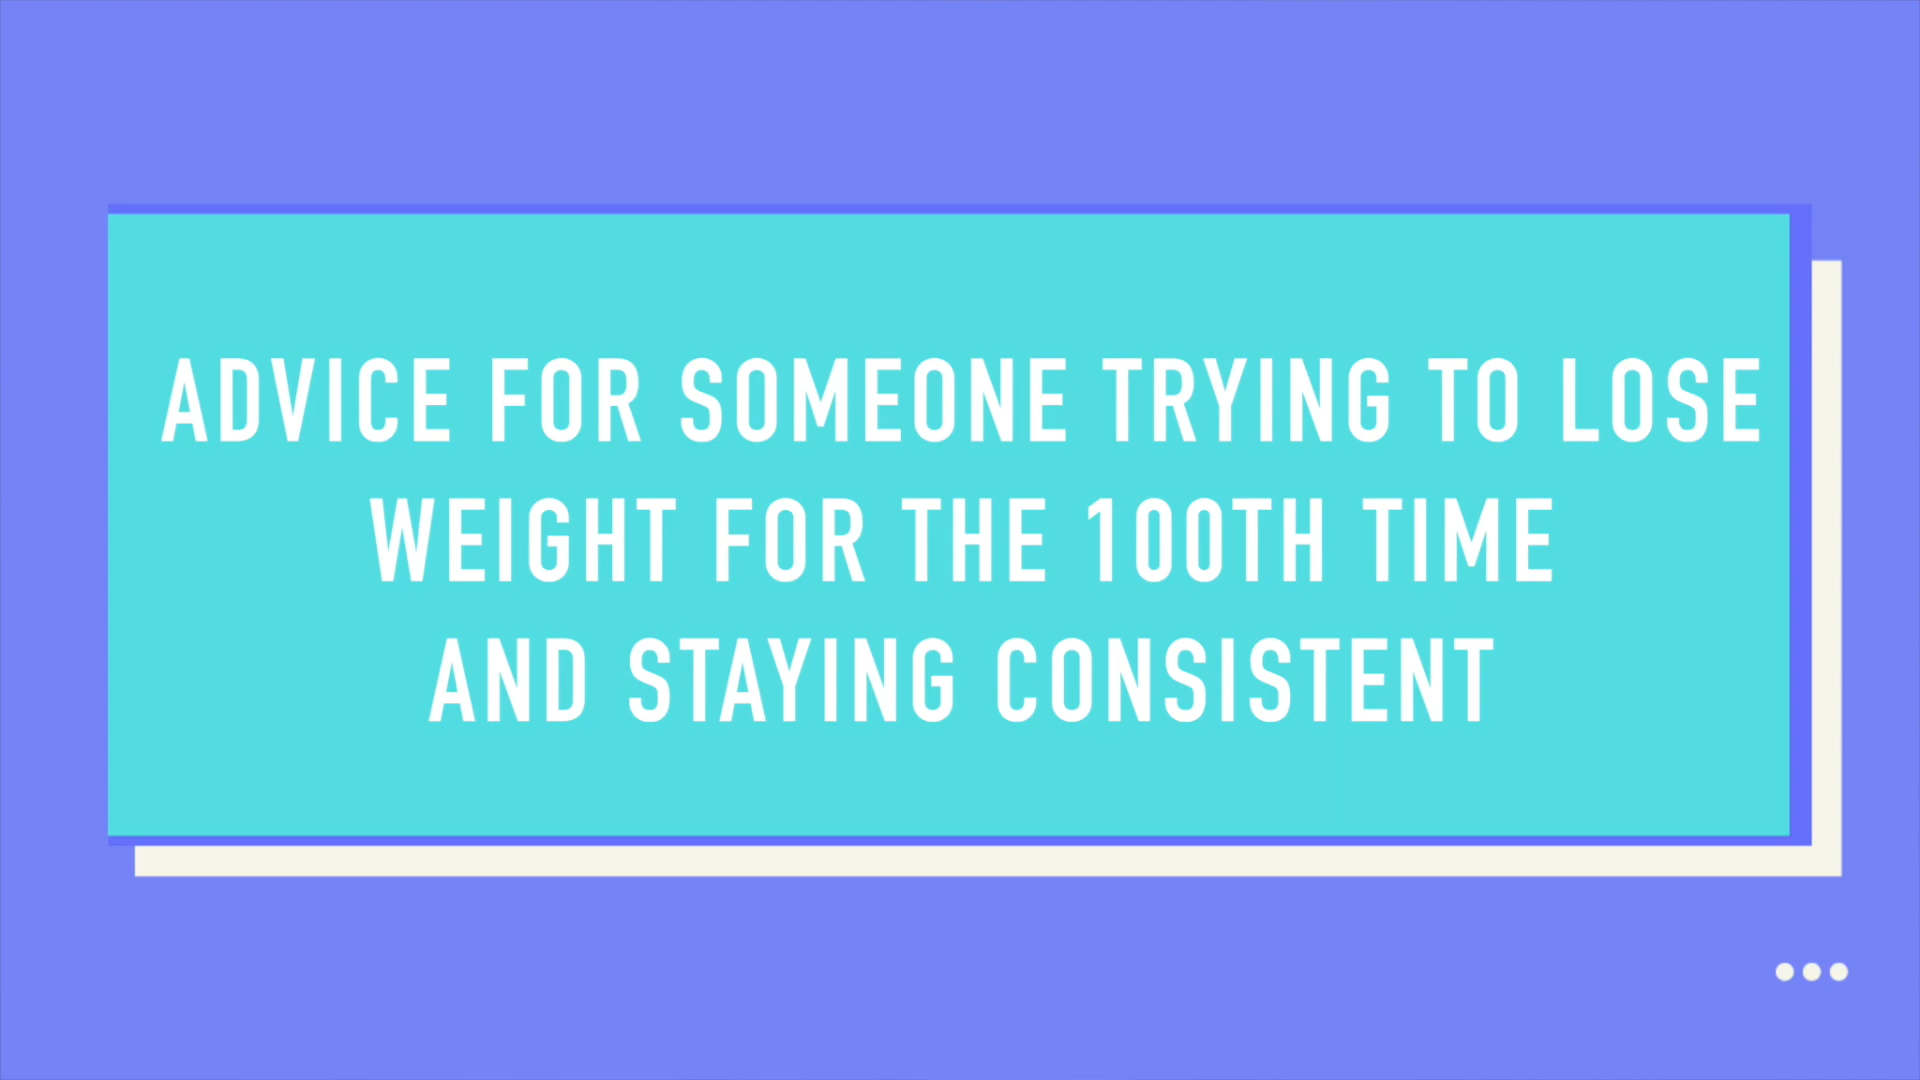 ADVICE FOR SOMEONE TRYING TO LOSE
WEIGHT FOR THE 100TH TIME
AND STAYING CONSISTENT